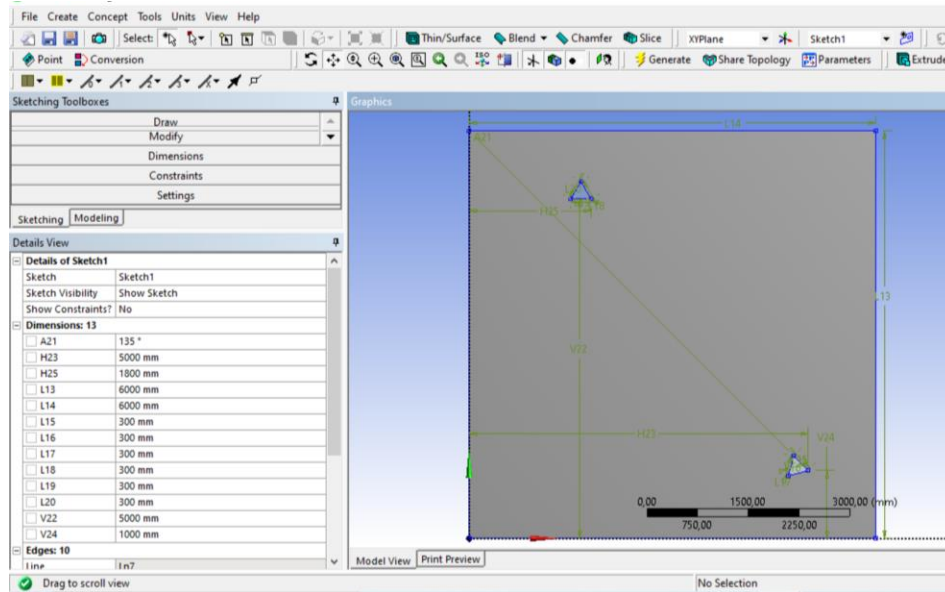 File Create Concept Tools Units View Help
Select: Thin/Surface Blend Chamfer Slice XYPlane Sketch1
Point Conversion ISO Generate Share Topology Parameters Extrude
Sketching Toolboxes
Draw
Modify
Dimensions
Constraints
Settings
Sketching Modeling
Details View
Details of Sketch1
Sketch Sketch1
Sketch Visibility Show Sketch
Show Constraints? No
Dimensions: 13
A21 135 °
H23 5000 mm
H25 1800 mm
L13 6000 mm
L14 6000 mm
L15 300 mm
L16 300 mm
L17 300 mm
L18 300 mm
L19 300 mm
L20 300 mm
V22 5000 mm
V24 1000 mm
Edges: 10
Line Ln7
Graphics
L14
A21
H25
L13
V22
H23 V24
0,00 1500,00 3000,00 (mm)
750,00 2250,00
Model View Print Preview
Drag to scroll view No Selection